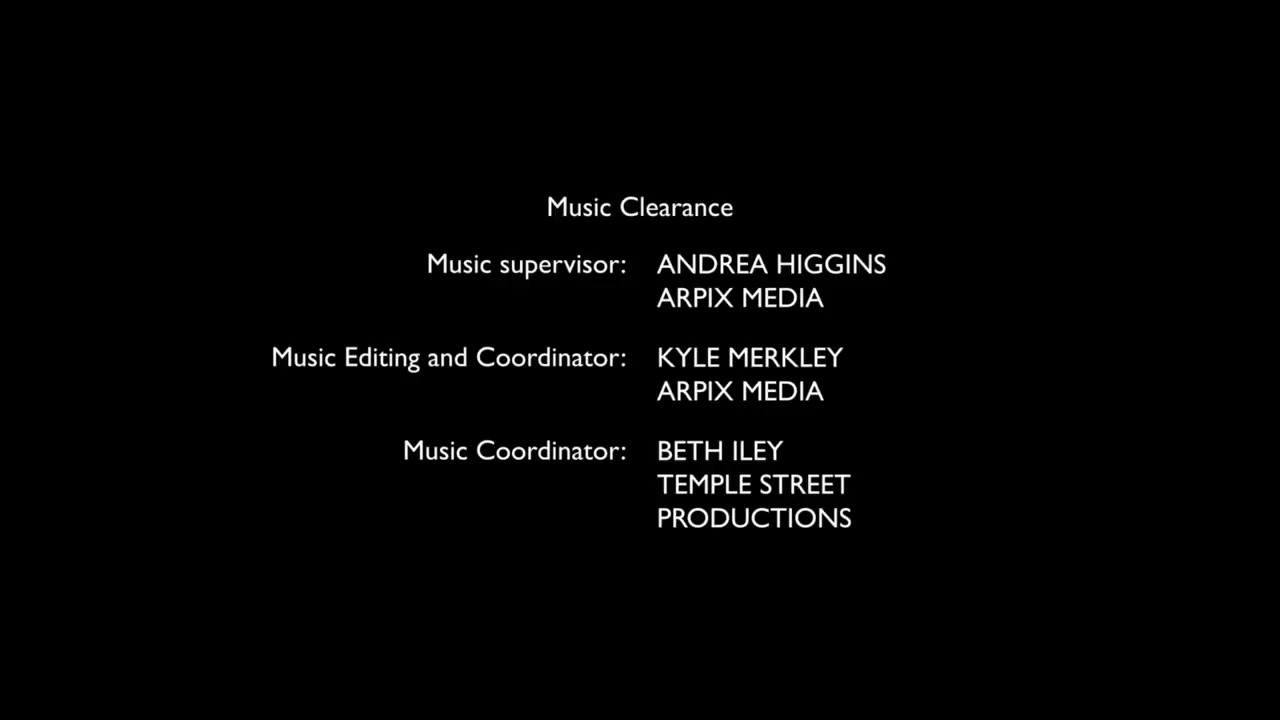 Music Clearance
Music supervisor: ANDREA HIGGINS
ARPIX MEDIA
Music Editing and Coordinator: KYLE MERKLEY
ARPIX MEDIA
Music Coordinator: BETH ILEY
TEMPLE STREET
PRODUCTIONS